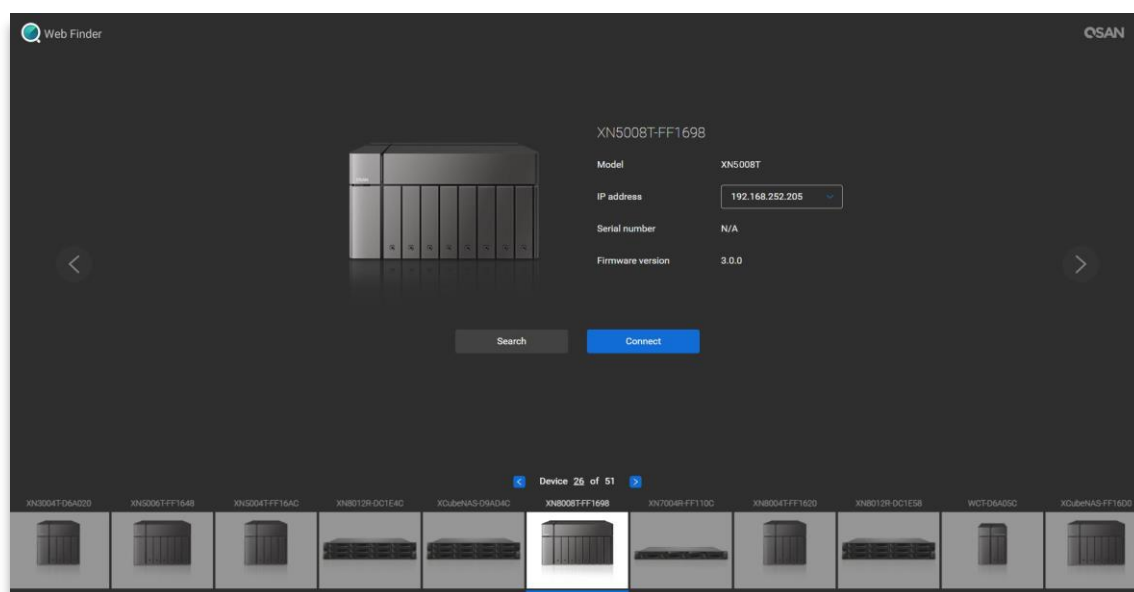 Web Finder
QSAN
XN5008T-FF1698
Model XN5008T
IP address 192.168.252.205
Serial number N/A
Firmware version 3.0.0
Search Connect
Device 26 of 51
XN3004T-D6A020 XN5006T-FF1648 XN5004T-FF16AC XN8012R-DC1E4C XCubeNAS-D9AD4C XN8008T-FF1698 XN7004R-FF110C XN8004T-FF1620 XN8012R-DC1E58 WCT-D6A05C XCubeNAS-FF16D0